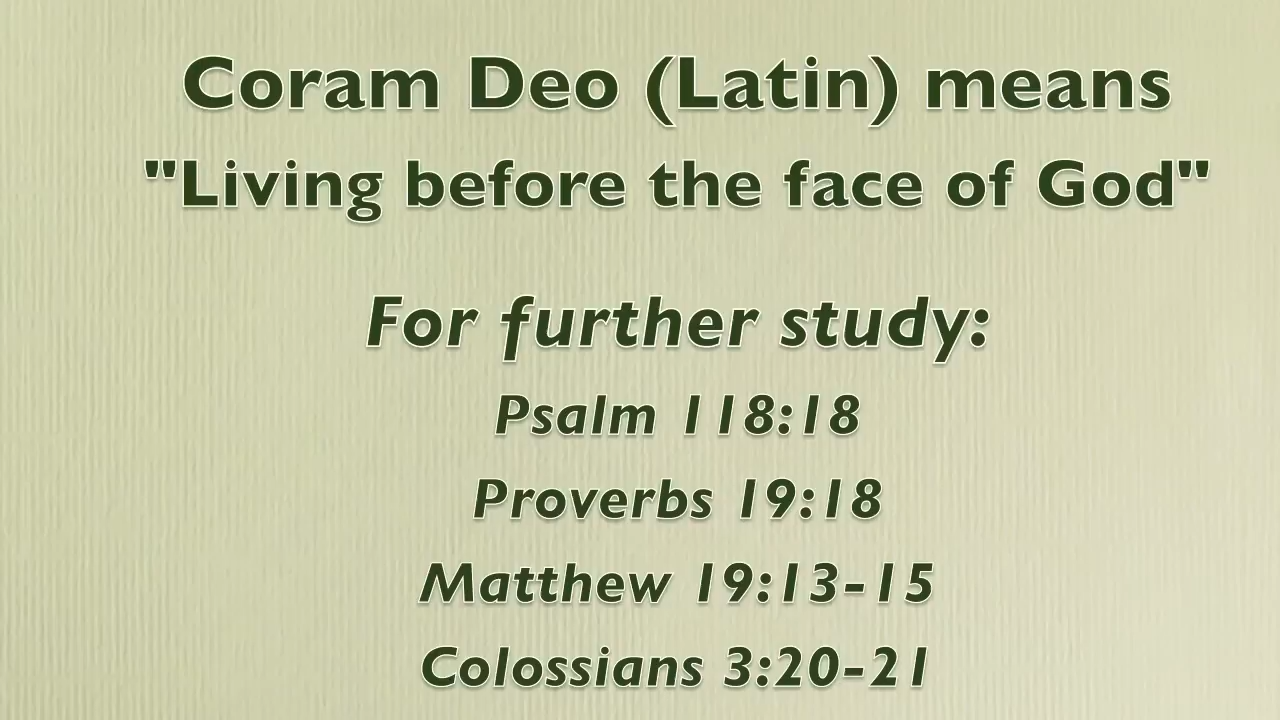 Coram Deo (Latin) means
"Living before the face of God"
For further study:
Psalm 118:18
Proverbs 19:18
Matthew 19:13-15
Colossians 3:20-21